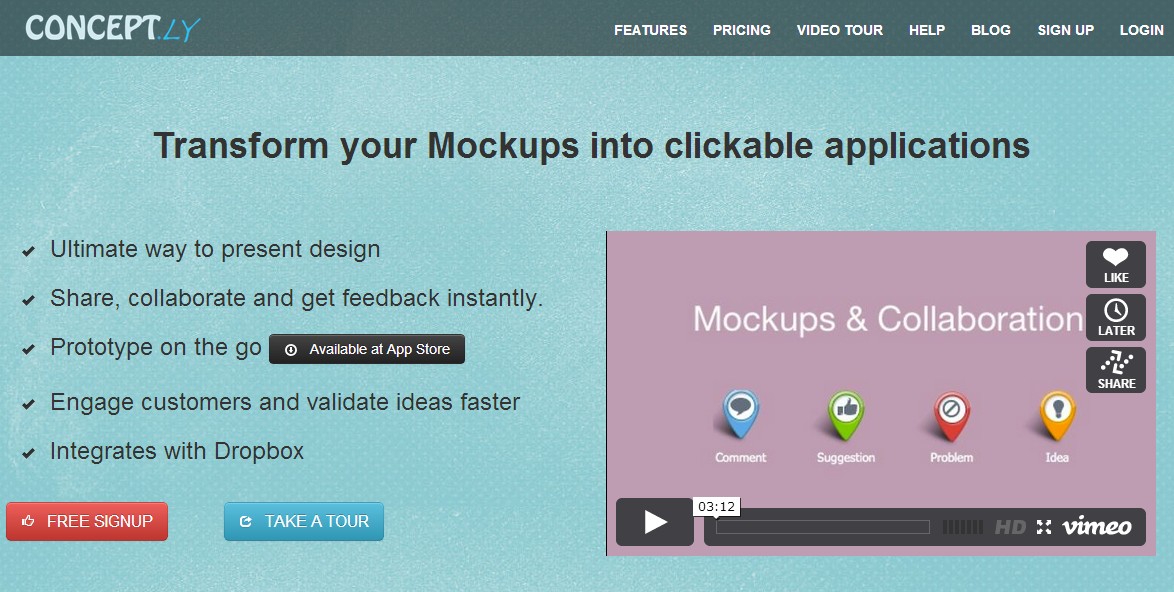 CONCEPT.LY
FEATURES PRICING VIDEO TOUR HELP BLOG SIGN UP LOGIN
Transform your Mockups into clickable applications
Ultimate way to present design
Share, collaborate and get feedback instantly.
Prototype on the go Available at App Store
Engage customers and validate ideas faster
Integrates with Dropbox
FREE SIGNUP TAKE A TOUR
LIKE
Mockups & Collaboration
LATER
SHARE
Comment Suggestion Problem Idea
03:12
HD vimeo